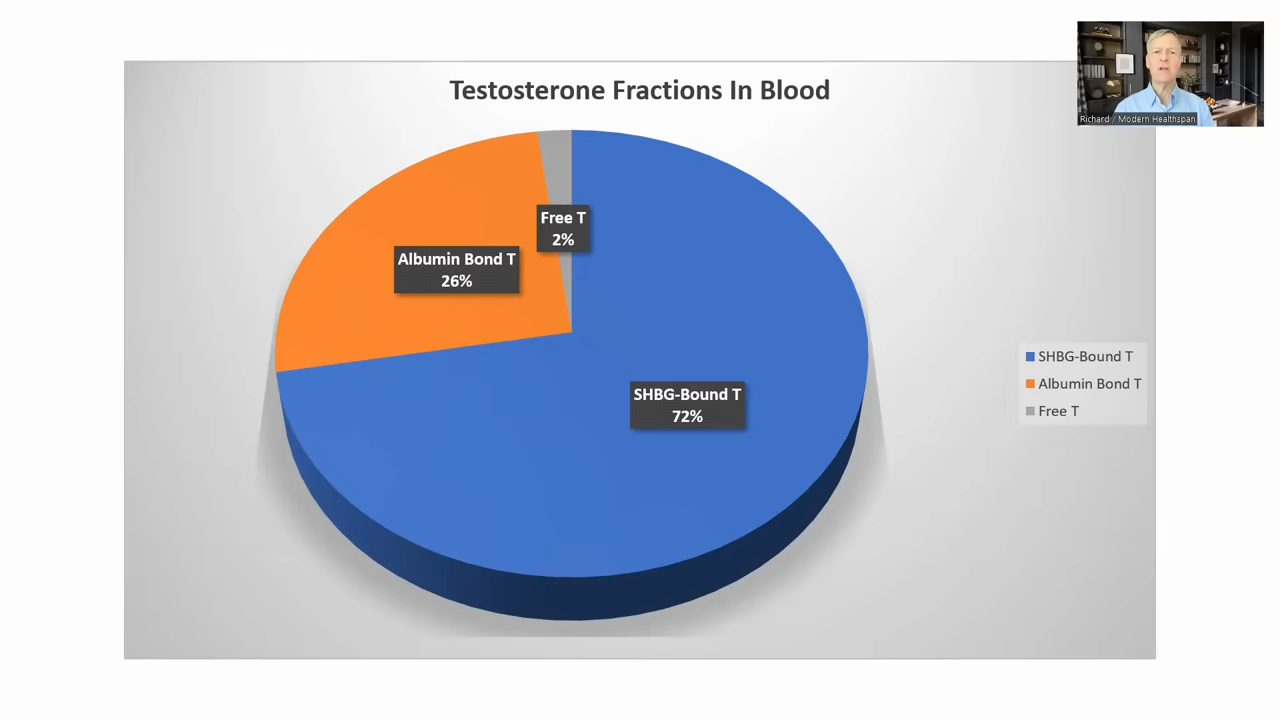 Testosterone Fractions In Blood
Richard / Modern Healthspan
Free T
2%
Albumin Bond T
26%
SHBG-Bound T
72%
SHBG-Bound T
Albumin Bond T
Free T